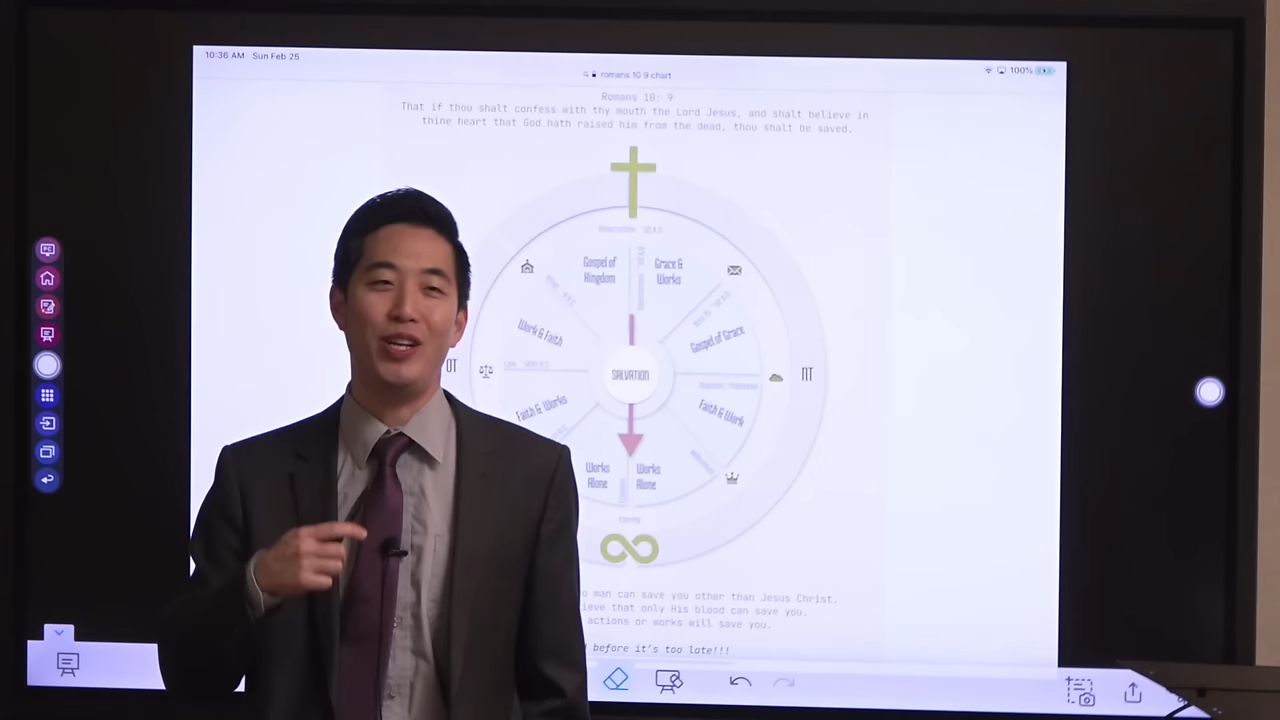 10:36 AM Sun Feb 25
romans 10 9 chart
100%
Romans 10: 9
That if thou shalt confess with thy mouth the Lord Jesus, and shalt believe in
thine heart that God hath raised him from the dead, thou shalt be saved.
Gospel of
Kingdom
Grace &
Works
Work & Faith
Gospel of Grace
OT
SALVATION
NT
Faith & Works
Faith & Work
Works
Alone
Works
Alone
Eternity
o man can save you other than Jesus Christ.
ieve that only His blood can save you.
actions or works will save you.
before it's too late!!!
PC